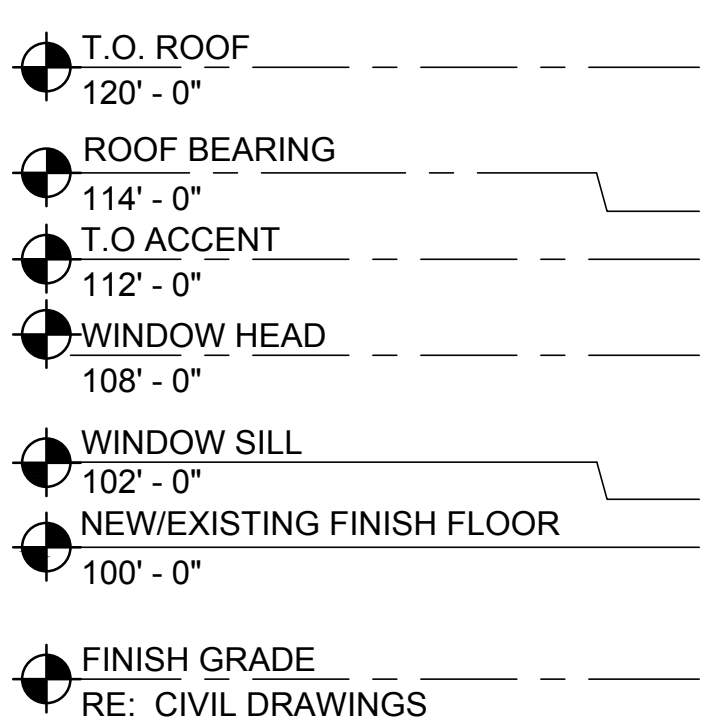 T.O. ROOF
120' - 0"
ROOF BEARING
114' - 0"
T.O ACCENT
112' - 0"
WINDOW HEAD
108' - 0"
WINDOW SILL
102' - 0"
NEW/EXISTING FINISH FLOOR
100' - 0"
FINISH GRADE
RE: CIVIL DRAWINGS